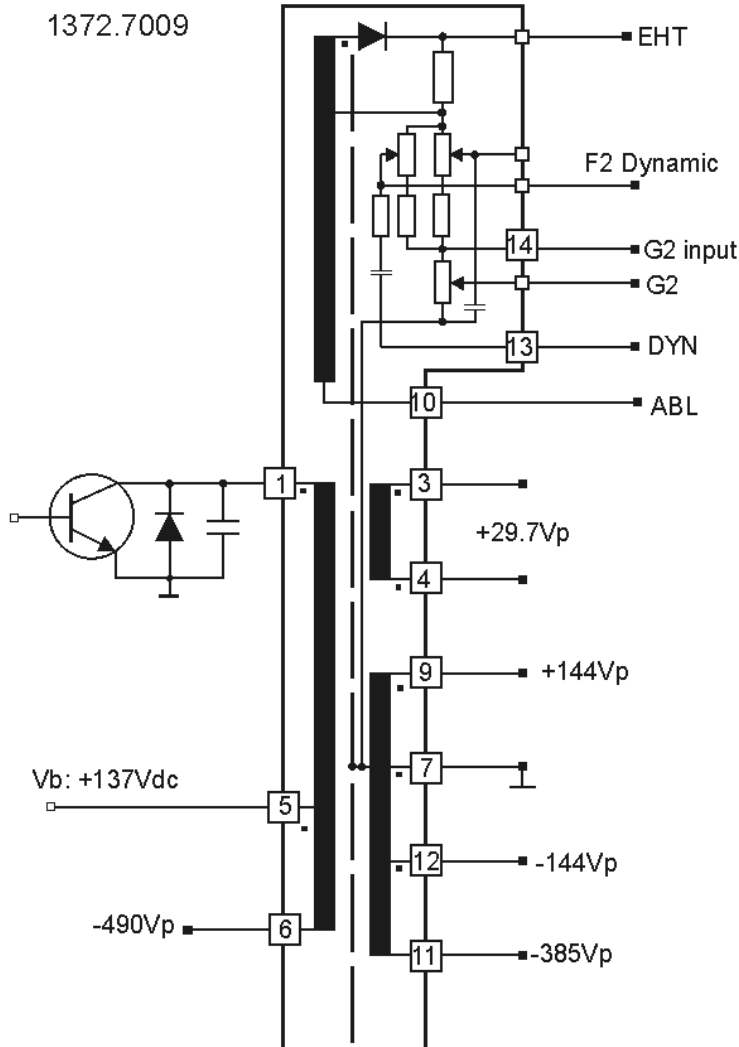 1372.7009
EHT
F2 Dynamic
14
G2 input
G2
13
DYN
10
ABL
1
3
+29.7Vp
4
9
+144Vp
Vb: +137Vdc
7
5
12
-144Vp
-490Vp
6
11
-385Vp